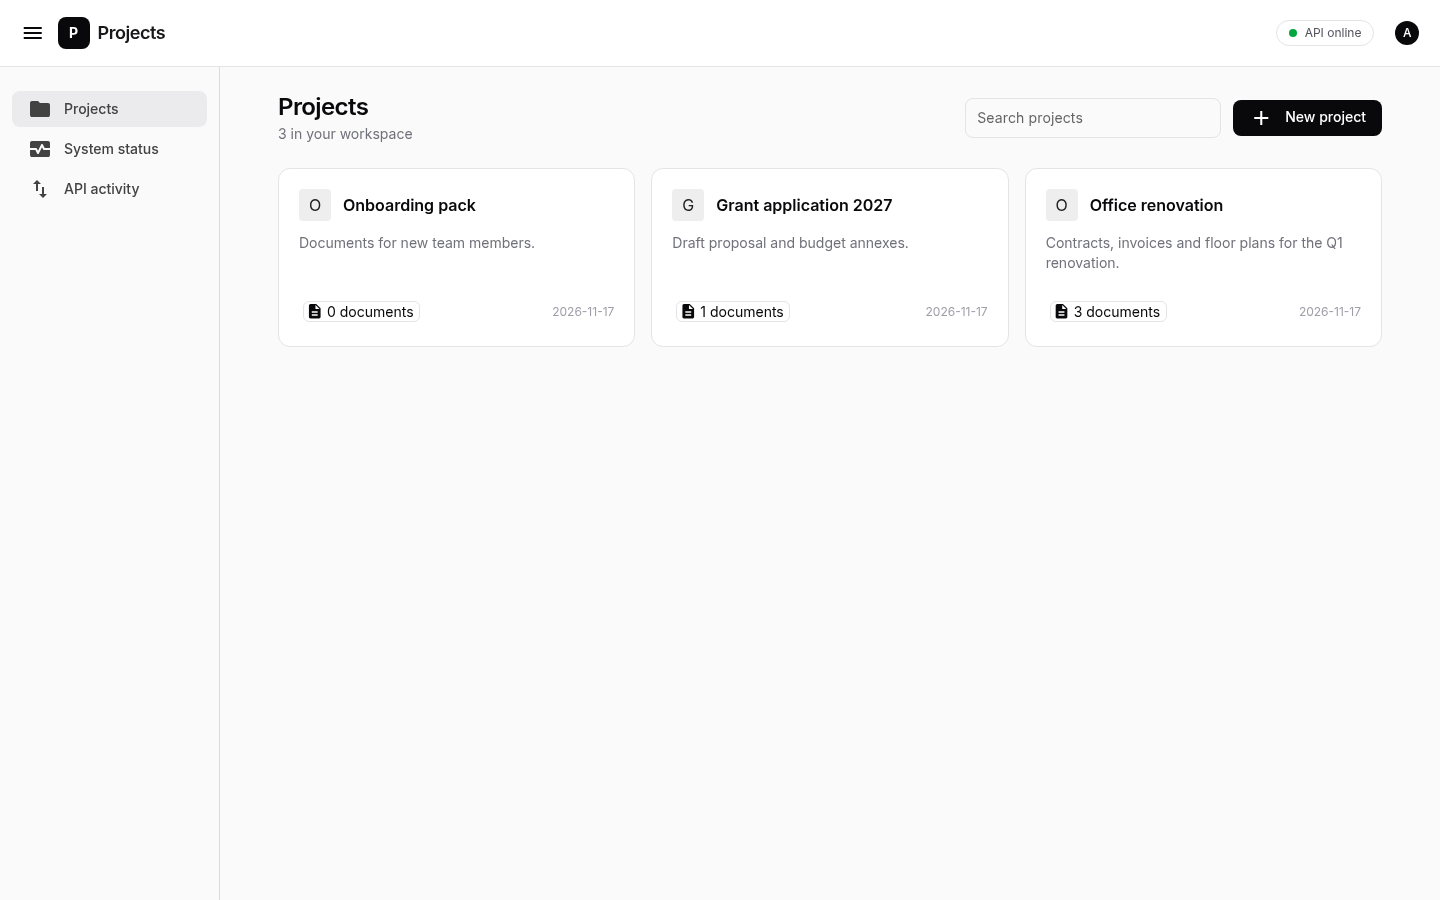 P Projects
API online
A
Projects
System status
API activity
Projects
3 in your workspace
Search projects
New project
O Onboarding pack
Documents for new team members.
0 documents 2026-11-17
G Grant application 2027
Draft proposal and budget annexes.
1 documents 2026-11-17
O Office renovation
Contracts, invoices and floor plans for the Q1
renovation.
3 documents 2026-11-17